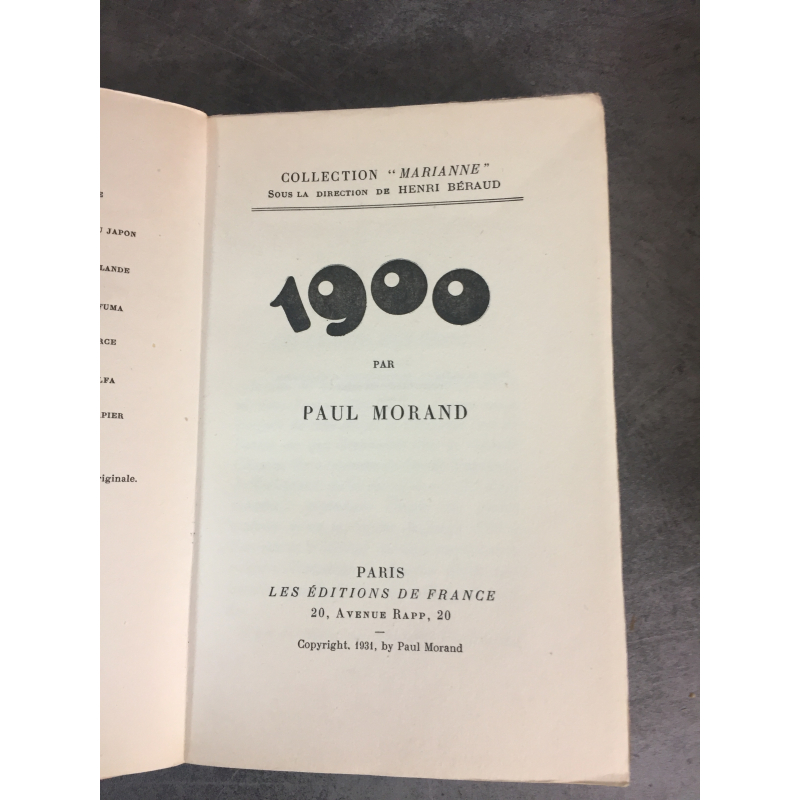 JAPON
LANDE
YUMA
RCE
LFA
PIER
riginale.
COLLECTION "MARIANNE"
SOUS LA DIRECTION DE HENRI BÉRAUD
1900
PAR
PAUL MORAND
PARIS
LES ÉDITIONS DE FRANCE
20, AVENUE RAPP, 20
Copyright, 1931, by Paul Morand